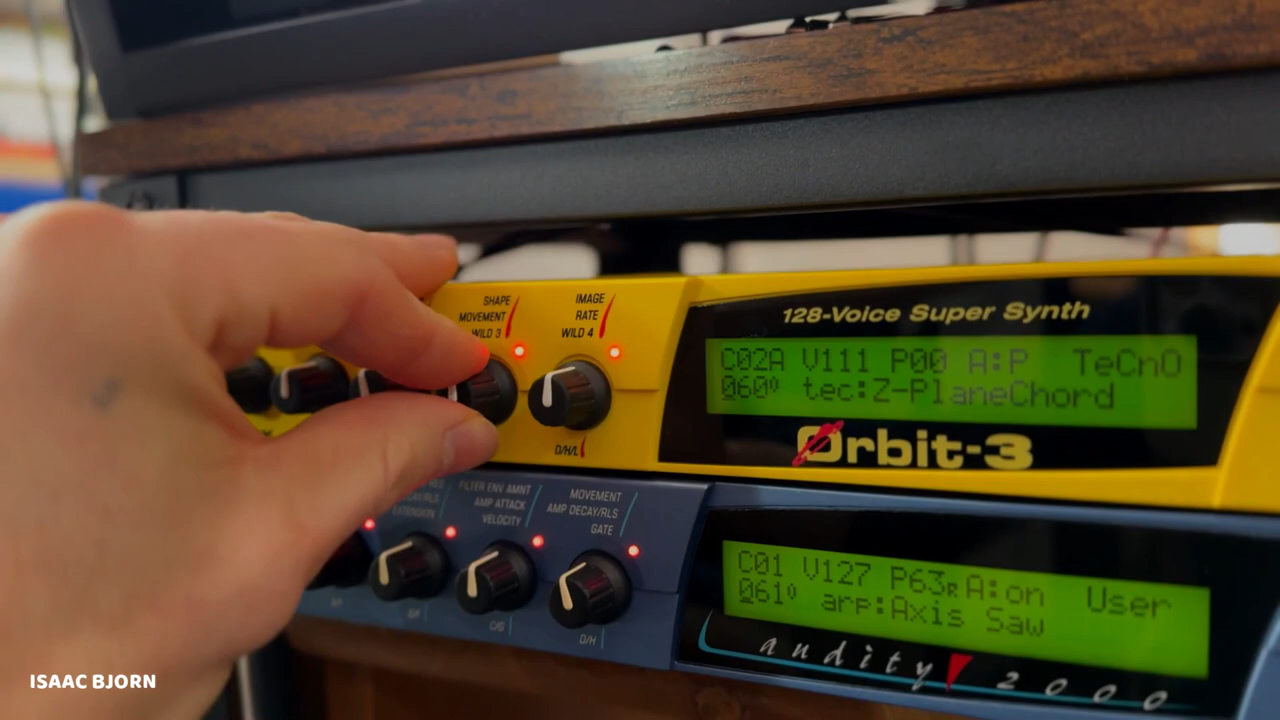 SHAPE
MOVEMENT
WILD 3
IMAGE
RATE
WILD 4
D/H/L
128-Voice Super Synth
C02A V111 P00 A:P TeCnO
060⁰ tec:Z-PlaneChord
Orbit-3
FILTER ENV AMNT
AMP ATTACK
VELOCITY
MOVEMENT
AMP DECAY/RLS
GATE
D/H
C01 V127 P63R A:on User
061⁰ arp:Axis Saw
audity 2000
ISAAC BJORN